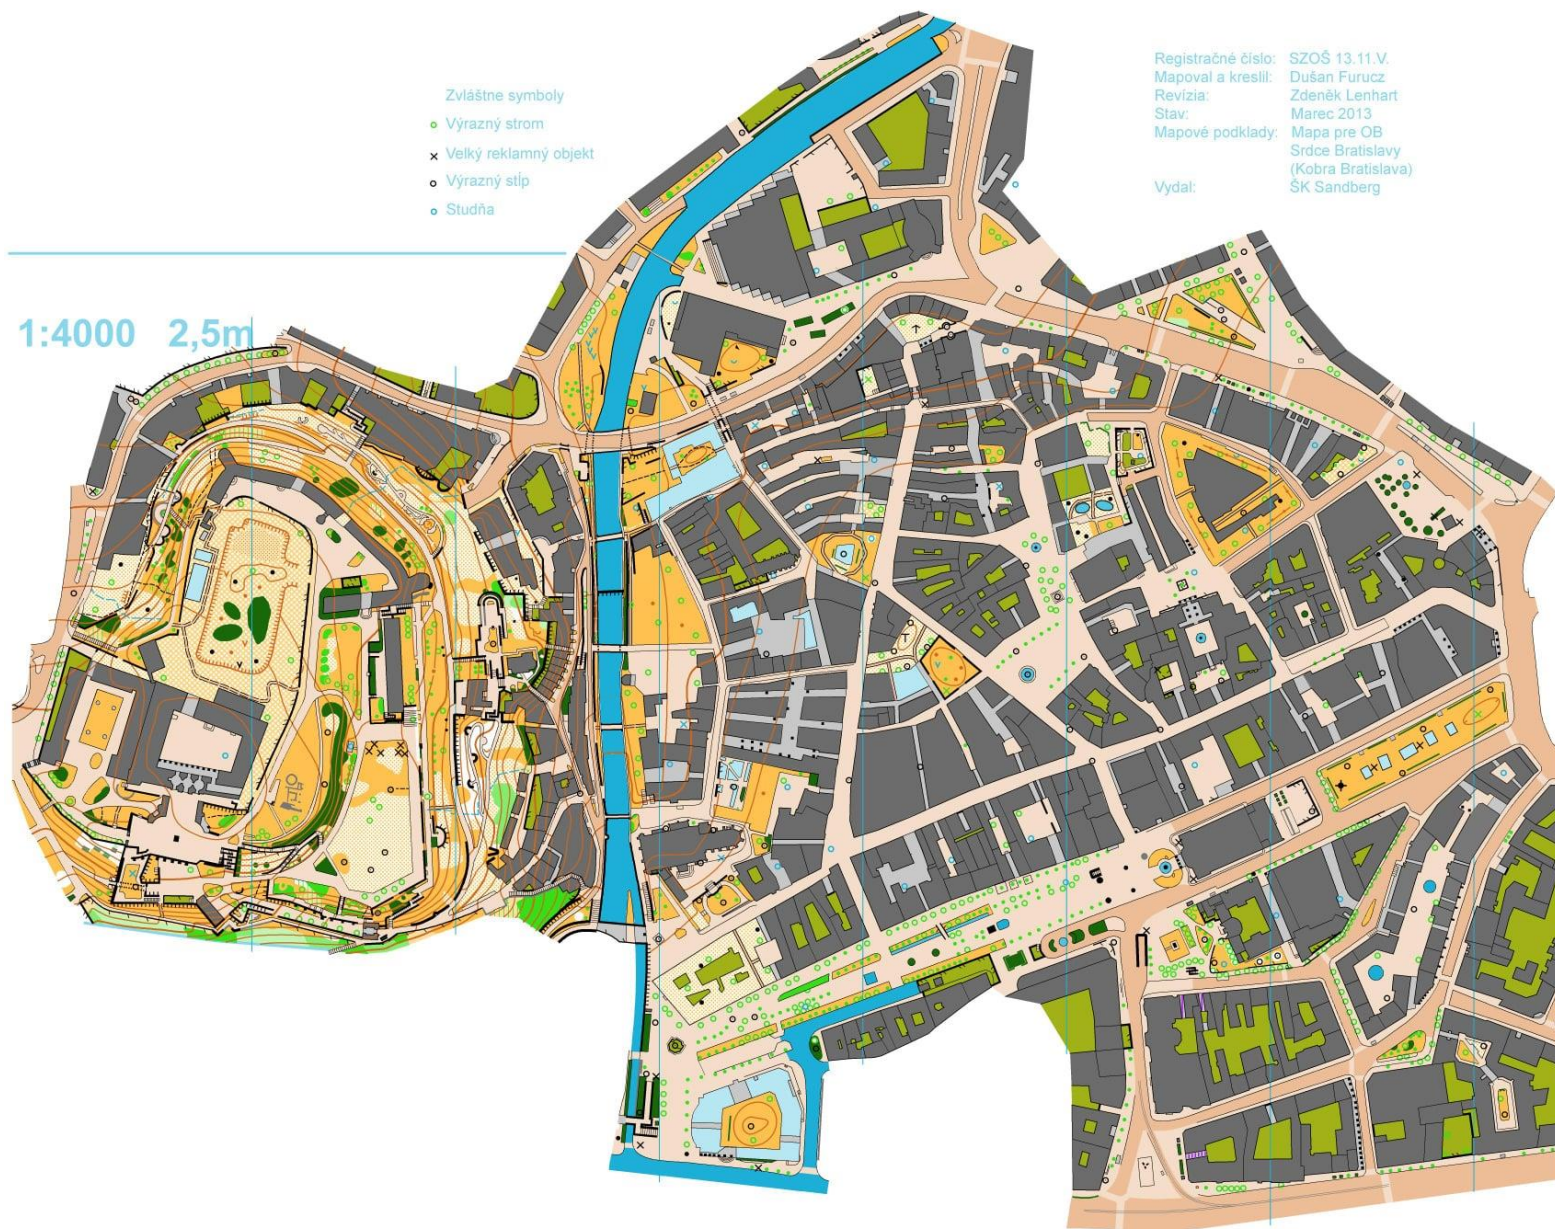 Zvláštne symboly
Výrazný strom
Velký reklamný objekt
Výrazný stĺp
Studňa
1:4000 2,5m
Registračné číslo: SZOŠ 13.11.V.
Mapoval a kreslil: Dušan Furucz
Revízia: Zdeněk Lenhart
Stav: Marec 2013
Mapové podklady: Mapa pre OB
Srdce Bratislavy
(Kobra Bratislava)
Vydal: ŠK Sandberg